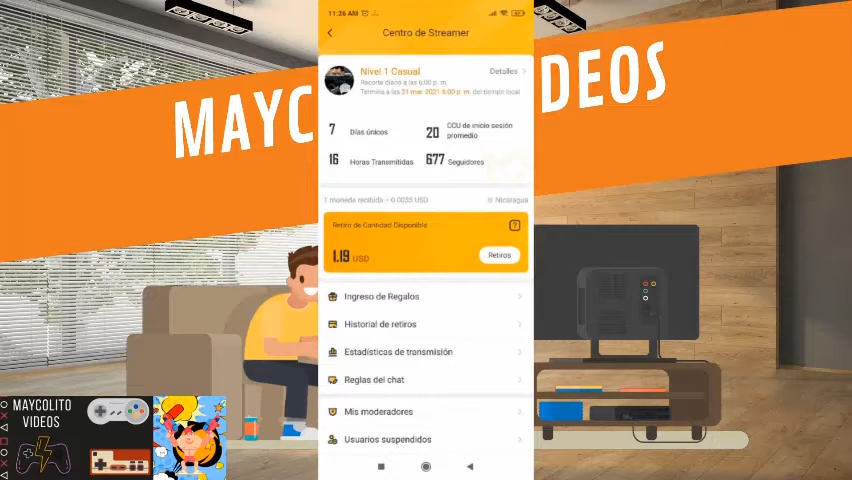 MAYC
DEOS
11:26 AM
Centro de Streamer
Nivel 1 Casual
Detalles
Recorte diario a las 6:00 p. m.
Termina a las 31 mar. 2021 6:00 p. m. del tiempo local
7 Días únicos
20 CCU de inicio sesión promedio
16 Horas Transmitidas
677 Seguidores
1 moneda recibida = 0.0035 USD
Nicaragua
Retiro de Cantidad Disponible
?
1.19 USD
Retiros
Ingreso de Regalos
Historial de retiros
Estadísticas de transmisión
Reglas del chat
Mis moderadores
Usuarios suspendidos
MAYCOLITO
VIDEOS